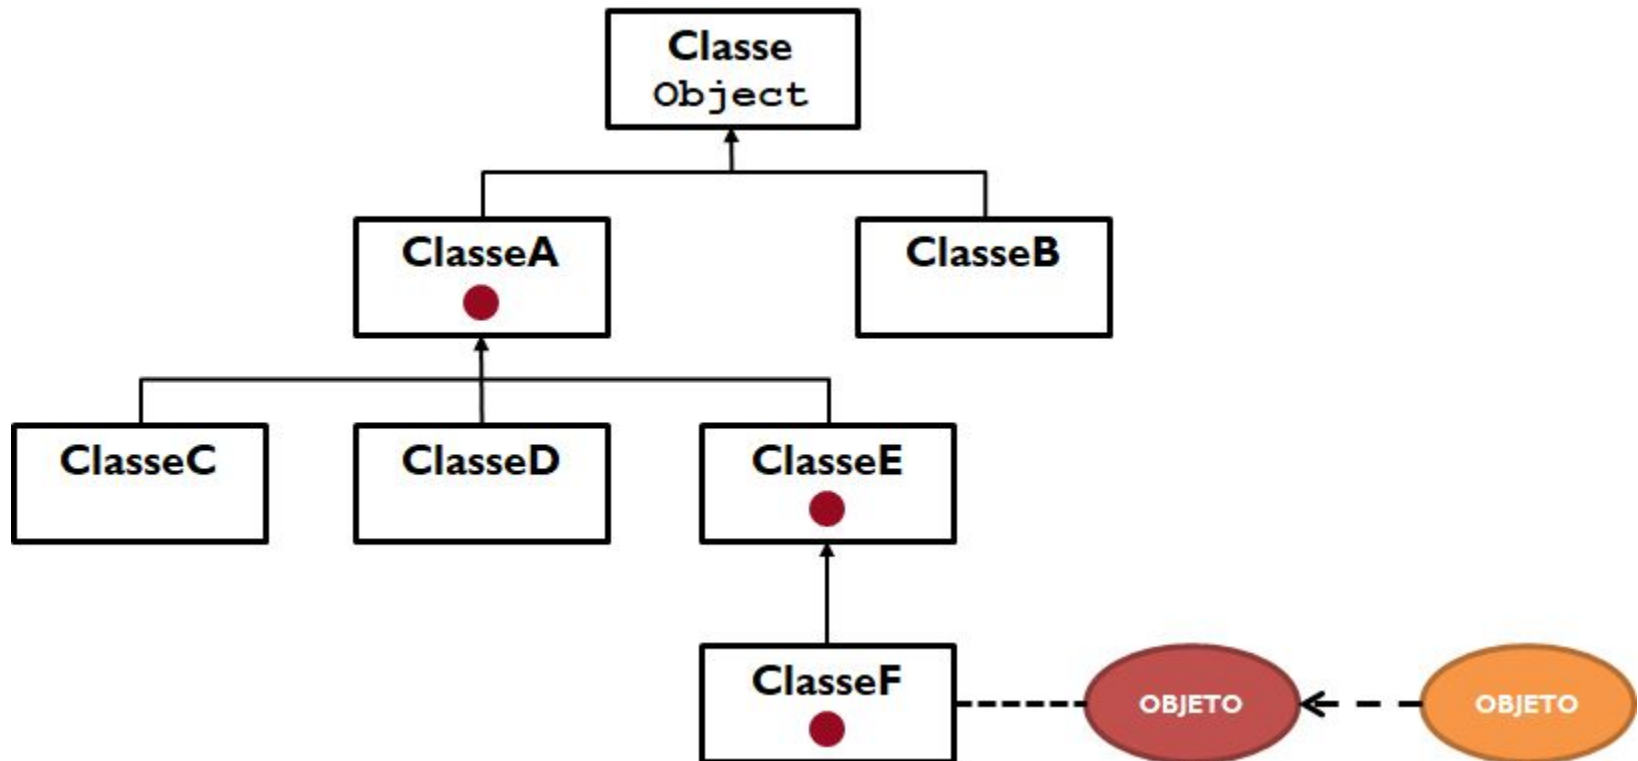 Classe
Object
ClasseA
ClasseB
ClasseC
ClasseD
ClasseE
ClasseF
OBJETO
OBJETO